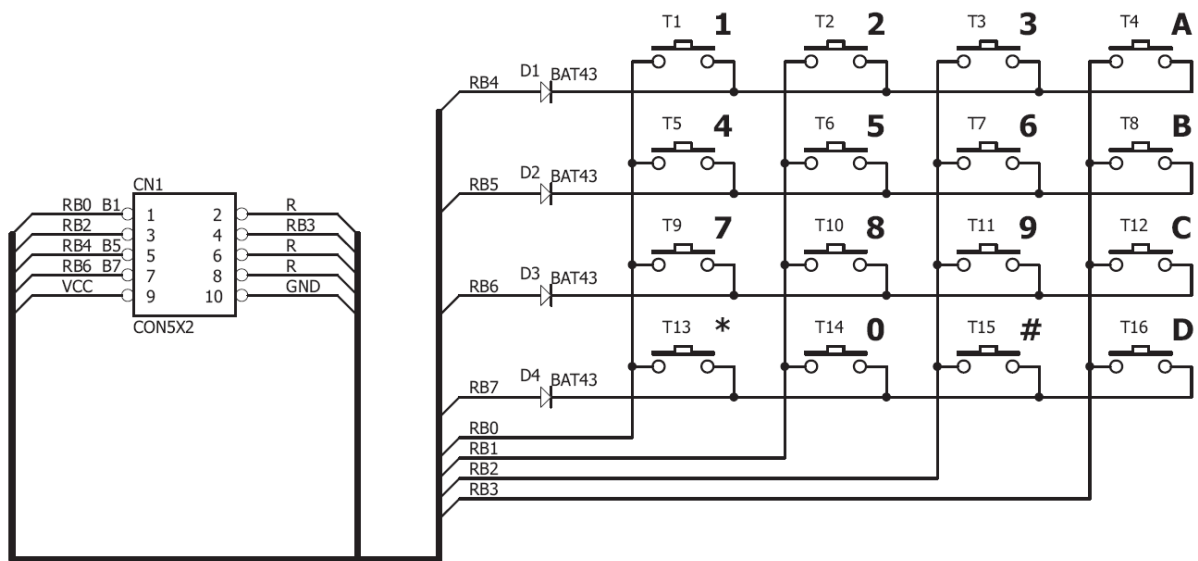 T1 1 T2 2 T3 3 T4 A
RB4 D1 BAT43
T5 4 T6 5 T7 6 T8 B
RB5 D2 BAT43
CN1
RB0 B1 1 2 R
RB2 3 4 RB3
RB4 B5 5 6 R
RB6 B7 7 8 R
VCC 9 10 GND
CON5X2
T9 7 T10 8 T11 9 T12 C
RB6 D3 BAT43
T13 * T14 0 T15 # T16 D
RB7 D4 BAT43
RB0
RB1
RB2
RB3